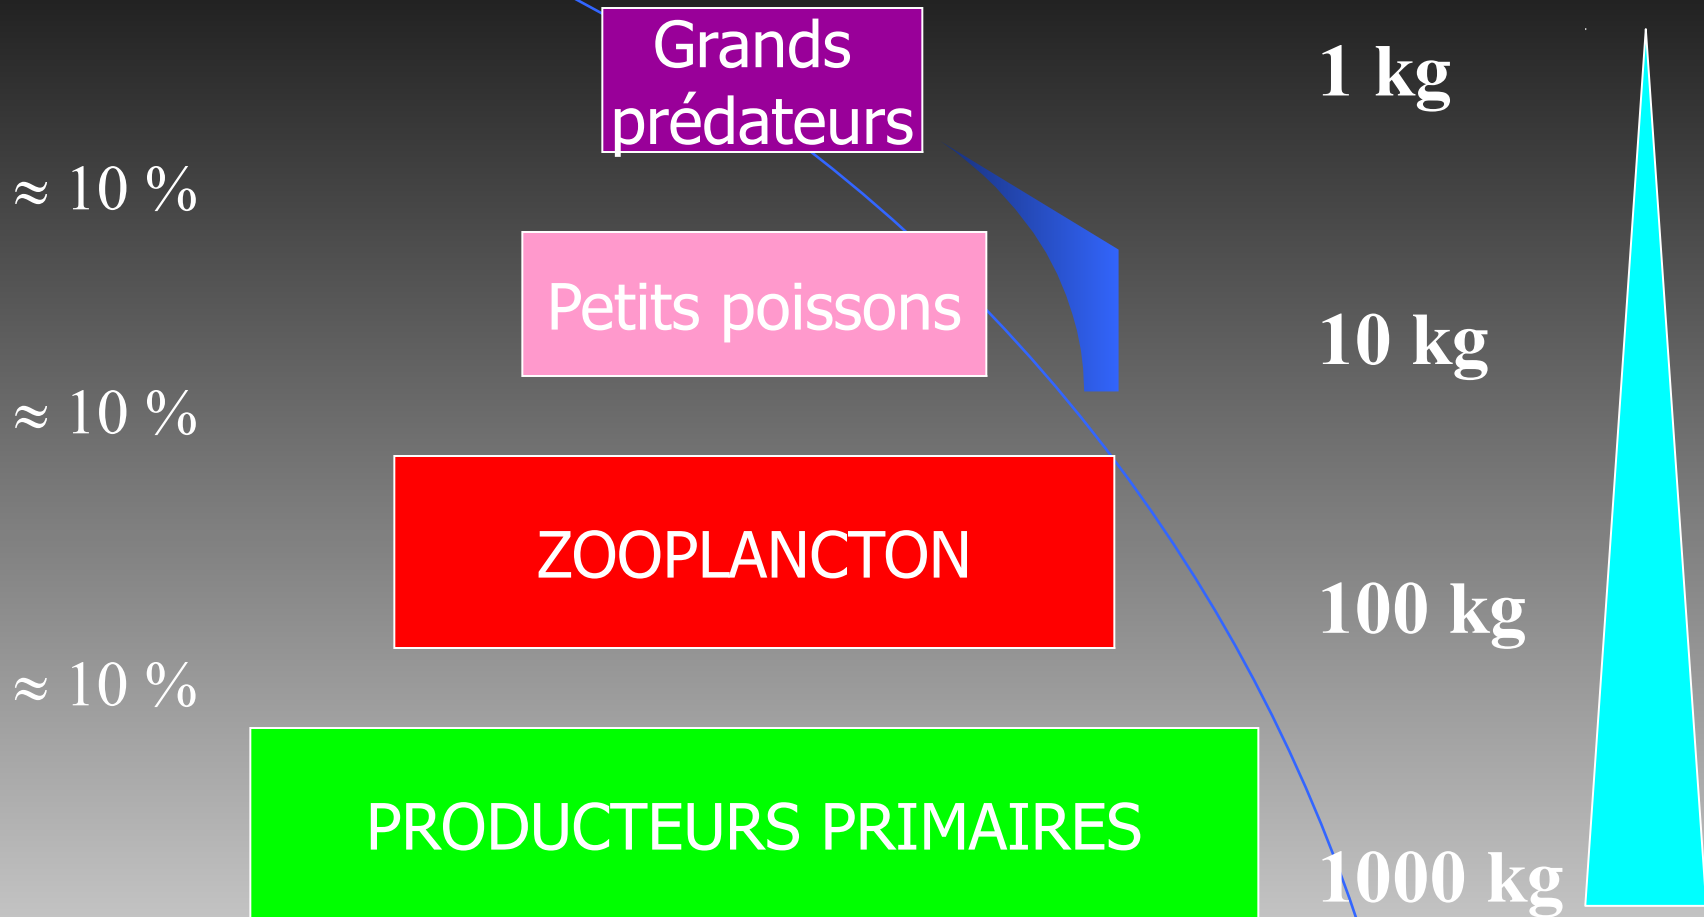 Grands
prédateurs
1 kg
≈ 10 %
Petits poissons
10 kg
≈ 10 %
ZOOPLANCTON
100 kg
≈ 10 %
PRODUCTEURS PRIMAIRES
1000 kg